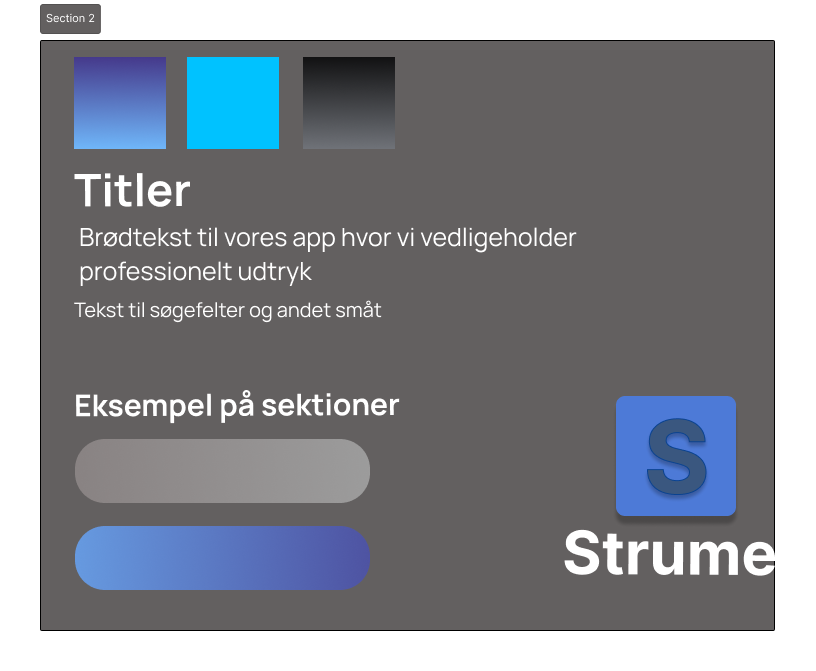 Section 2
Titler
Brødtekst til vores app hvor vi vedligeholder
professionelt udtryk
Tekst til søgefelter og andet småt
Eksempel på sektioner
S
Strume